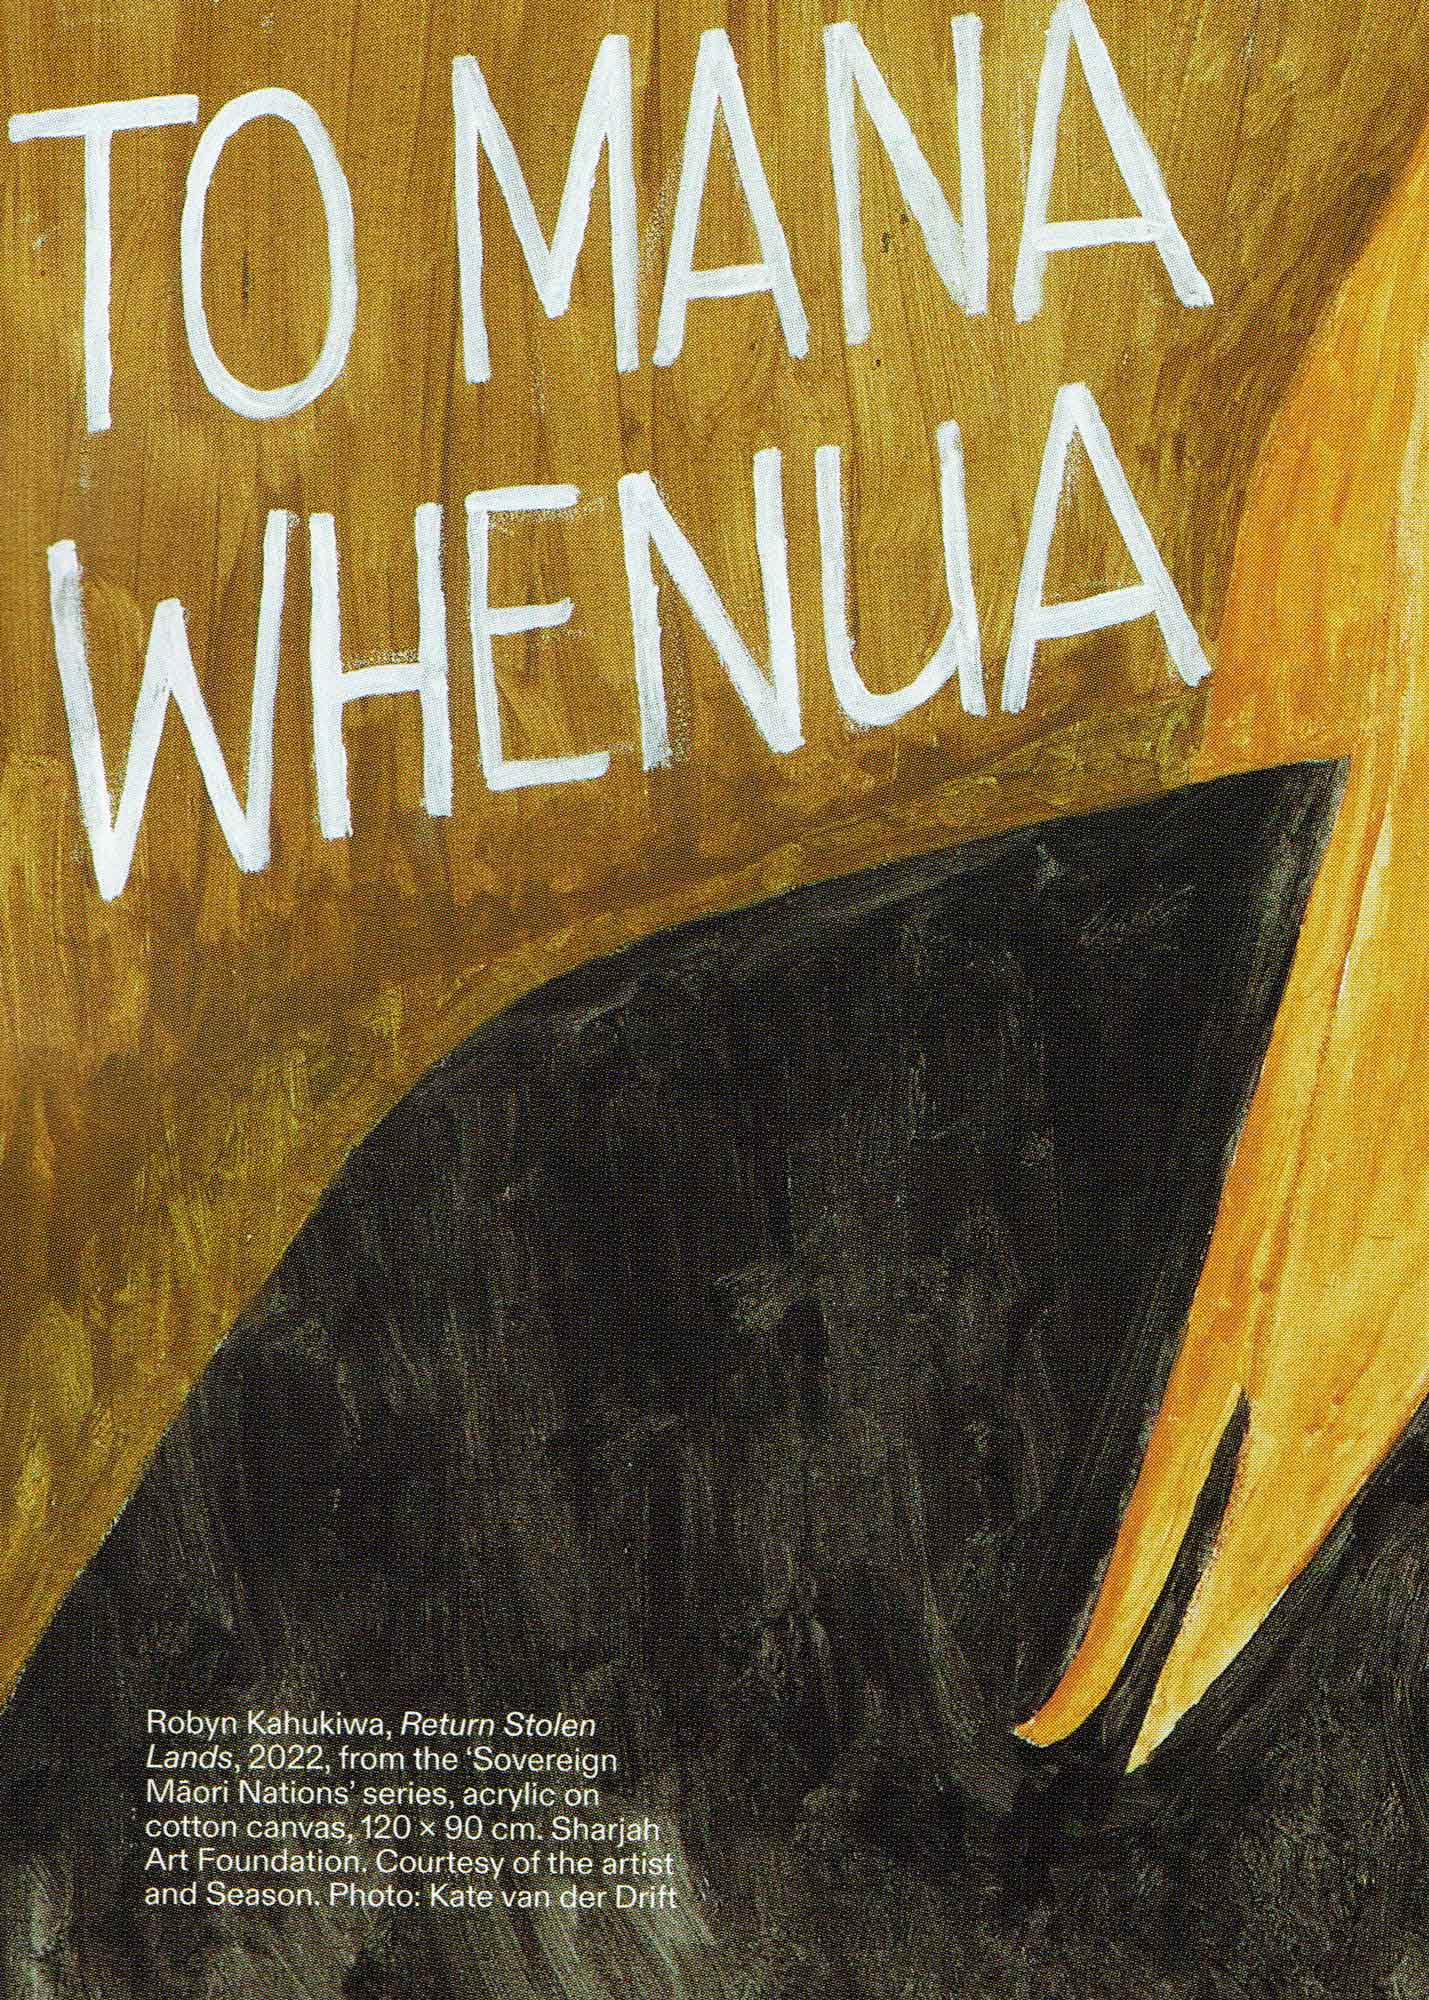 TO MANA
WHENUA
Robyn Kahukiwa, Return Stolen
Lands, 2022, from the ‘Sovereign
Māori Nations’ series, acrylic on
cotton canvas, 120 × 90 cm. Sharjah
Art Foundation. Courtesy of the artist
and Season. Photo: Kate van der Drift